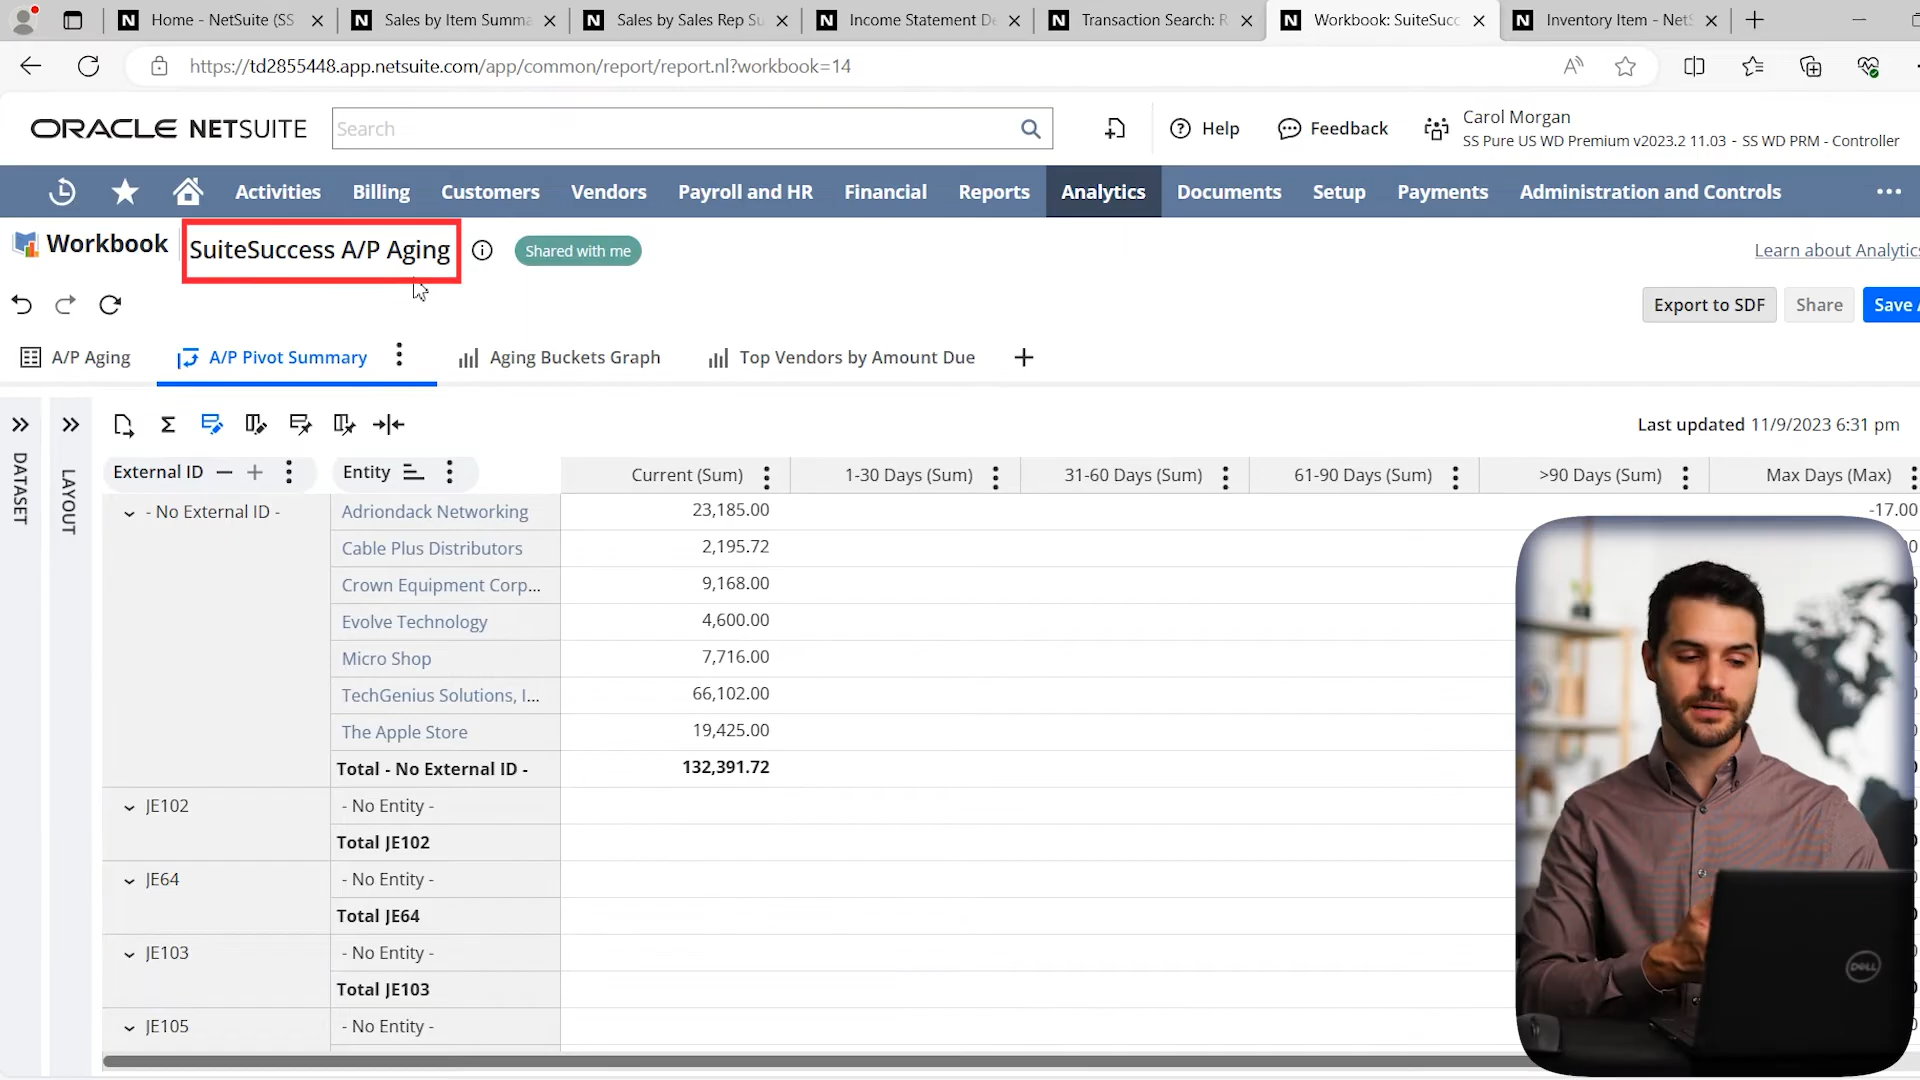 Home - NetSuite (SS
Sales by Item Summa
Sales by Sales Rep Su
Income Statement De
Transaction Search: R
Workbook: SuiteSucc
Inventory Item - NetS
https://td2855448.app.netsuite.com/app/common/report/report.nl?workbook=14
ORACLE NETSUITE
Search
Help
Feedback
Carol Morgan
SS Pure US WD Premium v2023.2 11.03 - SS WD PRM - Controller
Activities Billing Customers Vendors Payroll and HR Financial Reports Analytics Documents Setup Payments Administration and Controls
Workbook SuiteSuccess A/P Aging Shared with me Learn about Analytics
Export to SDF Share Save
A/P Aging A/P Pivot Summary Aging Buckets Graph Top Vendors by Amount Due
Last updated 11/9/2023 6:31 pm
DATASET
LAYOUT
External ID Entity Current (Sum) 1-30 Days (Sum) 31-60 Days (Sum) 61-90 Days (Sum) >90 Days (Sum) Max Days (Max)
- No External ID - Adriondack Networking 23,185.00 -17.00
Cable Plus Distributors 2,195.72
Crown Equipment Corp... 9,168.00
Evolve Technology 4,600.00
Micro Shop 7,716.00
TechGenius Solutions, I... 66,102.00
The Apple Store 19,425.00
Total - No External ID - 132,391.72
JE102 - No Entity -
Total JE102
JE64 - No Entity -
Total JE64
JE103 - No Entity -
Total JE103
JE105 - No Entity -
DELL